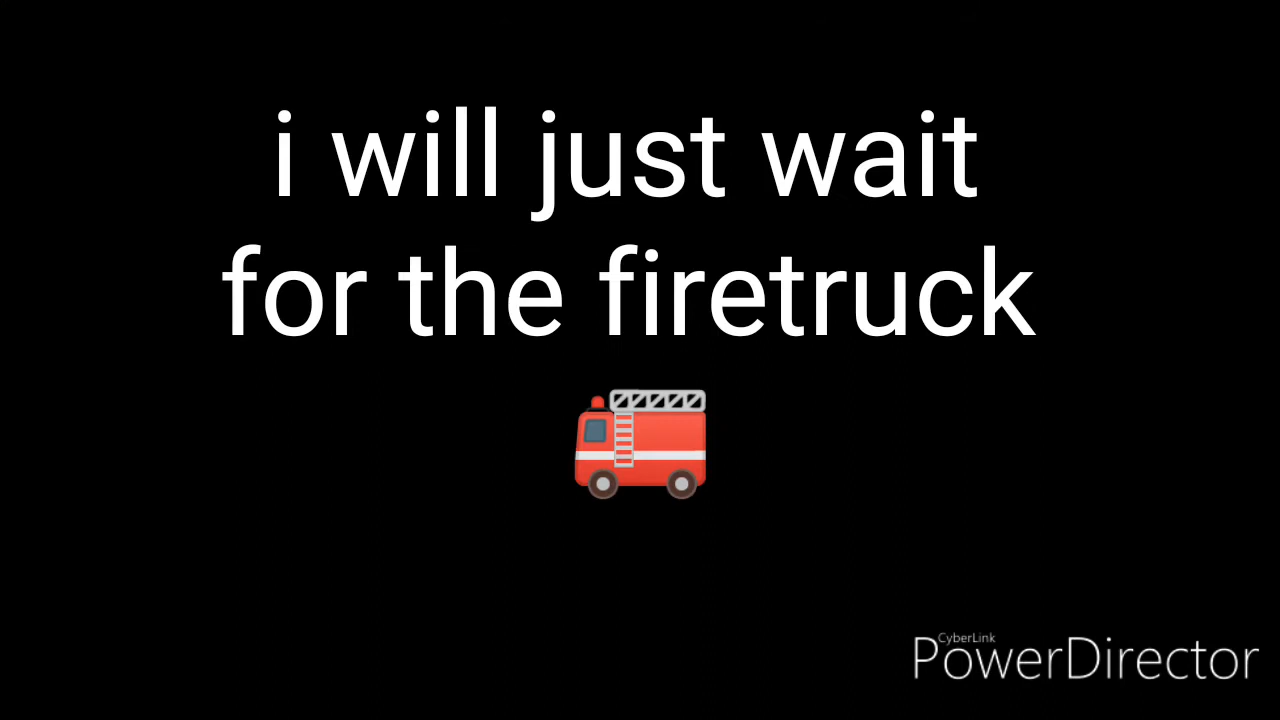 i will just wait
for the firetruck
🚒
CyberLink
PowerDirector